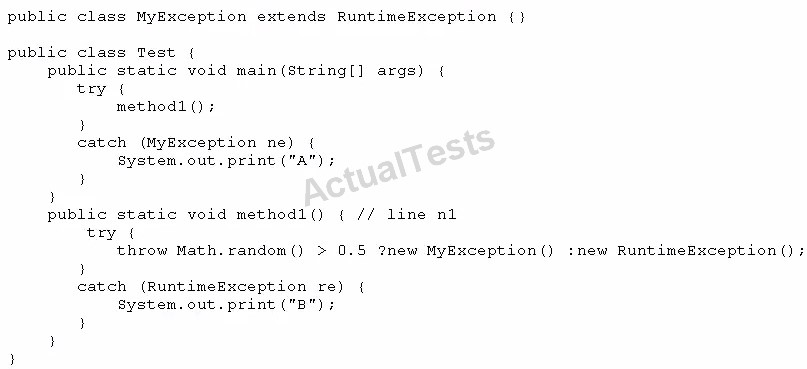 public class MyException extends RuntimeException {}

public class Test {
    public static void main(String[] args) {
       try {
           method1();
       }
       catch (MyException ne) {
           System.out.print("A");
       }
    }
    public static void method1() { // line n1
        try {
           throw Math.random() > 0.5 ?new MyException() :new RuntimeException();
       }
       catch (RuntimeException re) {
           System.out.print("B");
       }
    }
}
ActualTests